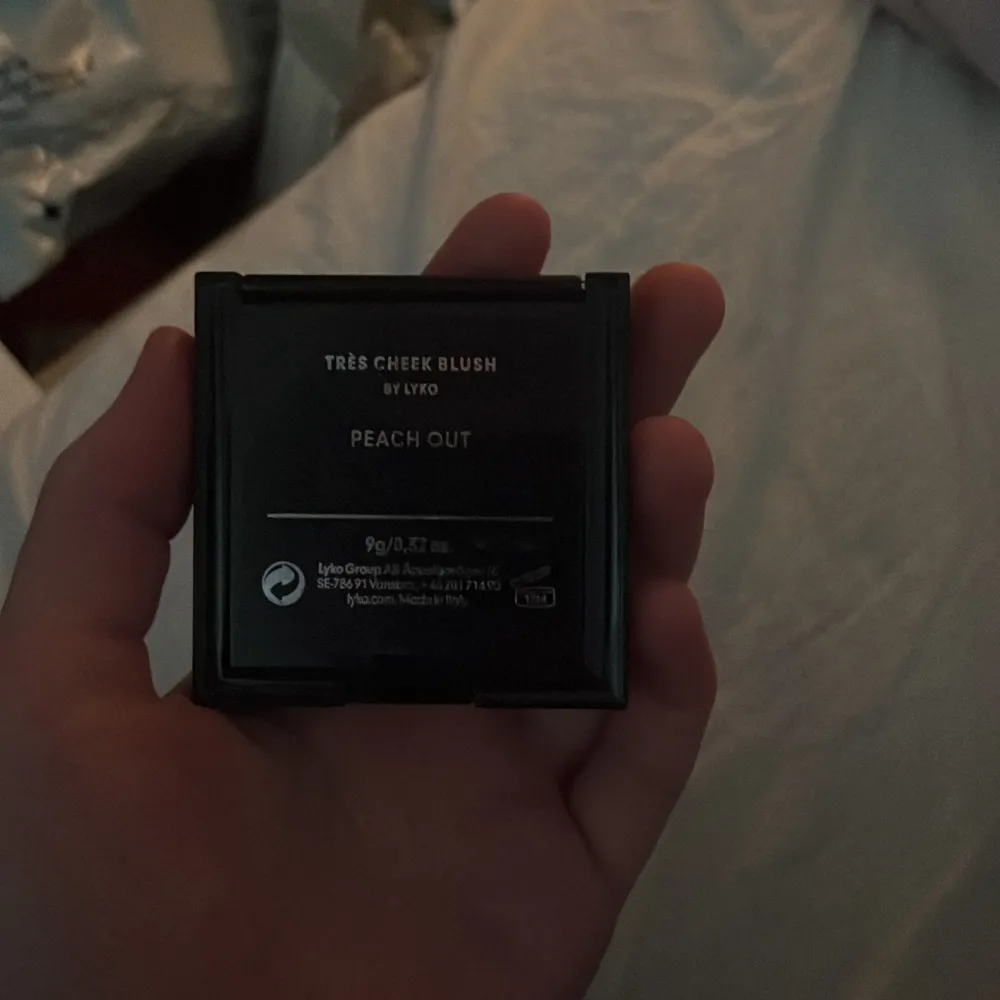 TRÈS CHEEK BLUSH
BY LYKO
PEACH OUT
9g/0,32 oz
Lyko Group AB
SE-786 91 Vansbro,
lyko.com, Made in Italy